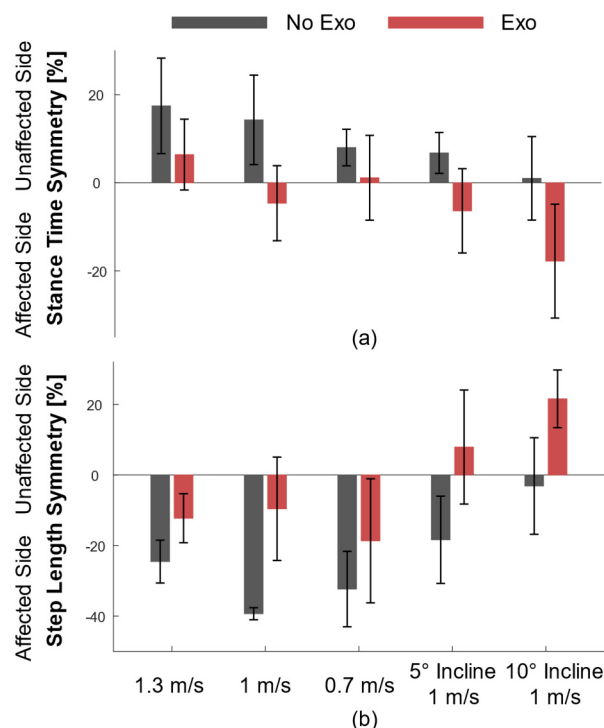 No Exo
Exo
Unaffected Side
Affected Side
Stance Time Symmetry [%]
20
0
-20
(a)
Unaffected Side
Affected Side
Step Length Symmetry [%]
20
0
-20
-40
1.3 m/s
1 m/s
0.7 m/s
5° Incline
1 m/s
10° Incline
1 m/s
(b)